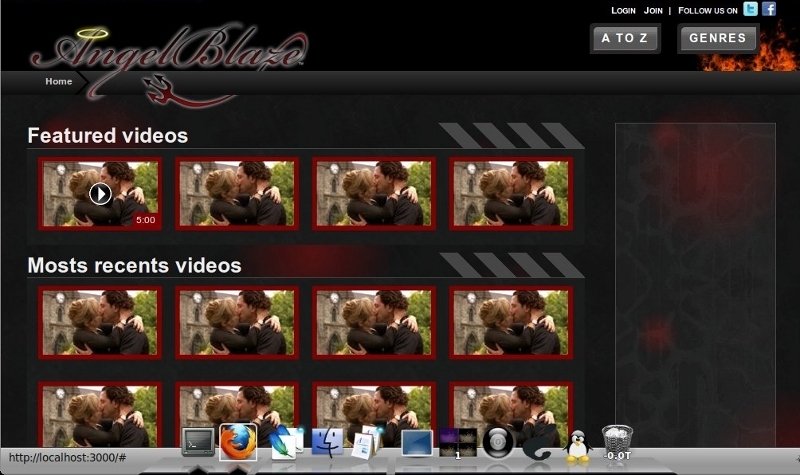 Login Join | Follow us on
AngelBlaze
A TO Z
GENRES
Home
Featured videos
5:00
Mosts recents videos
1
-0.0T
http://localhost:3000/#